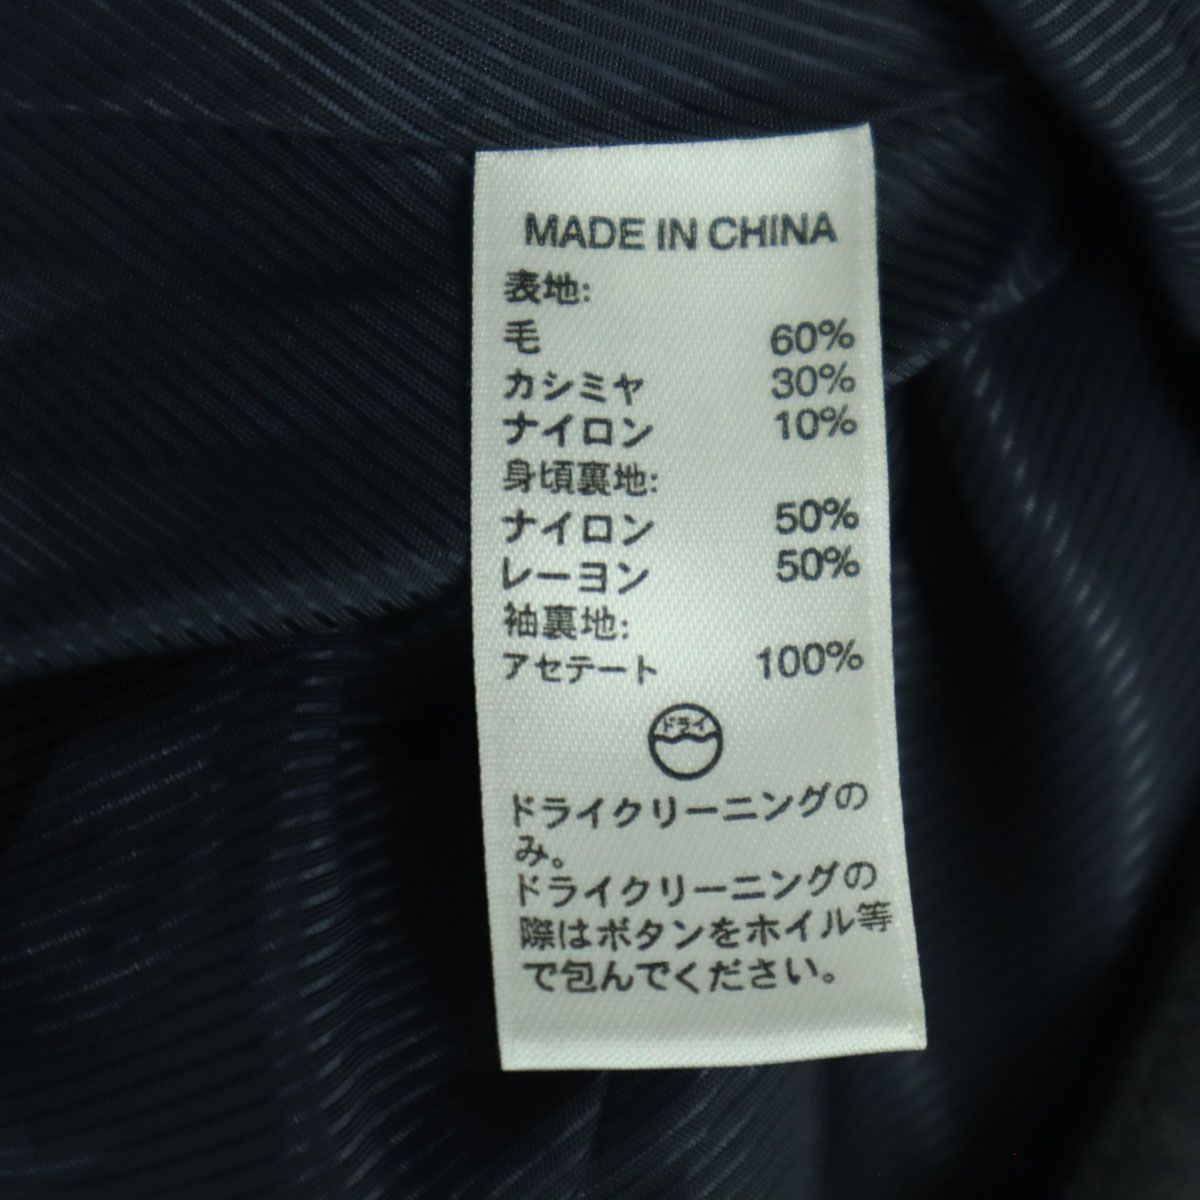 MADE IN CHINA
表地:
毛 60%
カシミヤ 30%
ナイロン 10%
身頃裏地:
ナイロン 50%
レーヨン 50%
袖裏地:
アセテート 100%
ドライ
ドライクリーニングの
み。
ドライクリーニングの
際はボタンをホイル等
で包んでください。